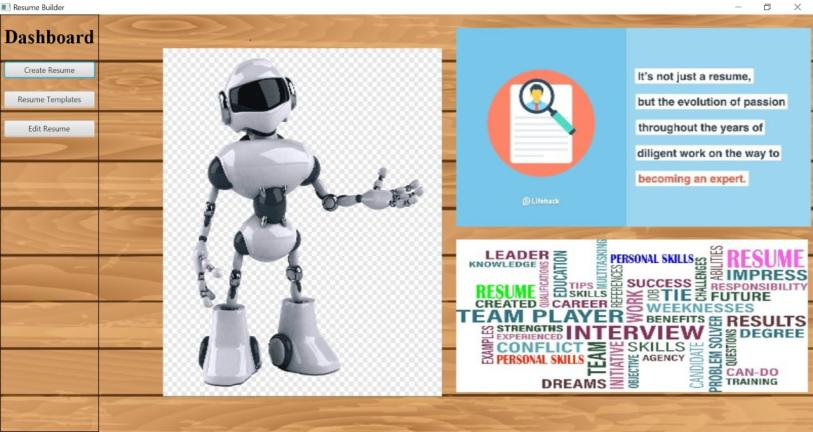 Resume Builder
Dashboard
Create Resume
Resume Templates
Edit Resume
It's not just a resume,
but the evolution of passion
throughout the years of
diligent work on the way to
becoming an expert.
Lifehack
LEADER
KNOWLEDGE
QUALIFICATIONS
EDUCATION
MULTITASKING
PERSONAL SKILLS
CHALLENGES
ABILITIES
RESUME
IMPRESS
RESPONSIBILITY
RESUME
TIPS
SKILLS
REFERENCES
SUCCESS
WORK
JOB
TIE
FUTURE
CREATED
CAREER
WEEKNESSES
TEAM PLAYER
BENEFITS
RESULTS
EXAMPLES
STRENGTHS
EXPERIENCED
INTERVIEW
PROBLEM SOLVER
QUESTIONS
DEGREE
CONFLICT
TEAM
INITIATIVE
OBJECTIVE
SKILLS
CANDIDATE
PERSONAL SKILLS
AGENCY
CAN-DO
DREAMS
TRAINING